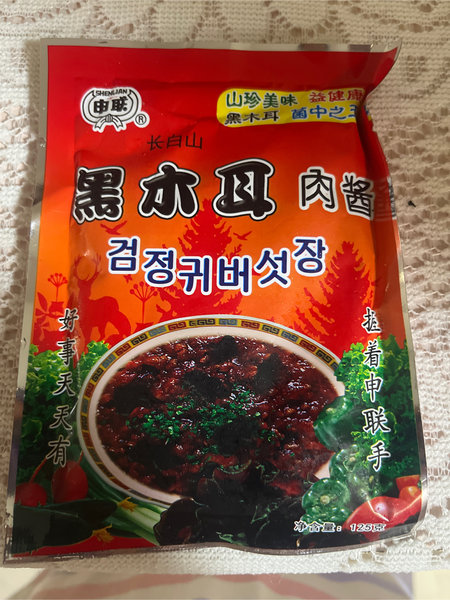 SHENLIAN
申联
®
山珍美味 益健康
黑木耳 菌中之王
长白山
黑木耳 肉酱
검정귀버섯장
好事天天有
拉着申联手
净含量: 125克